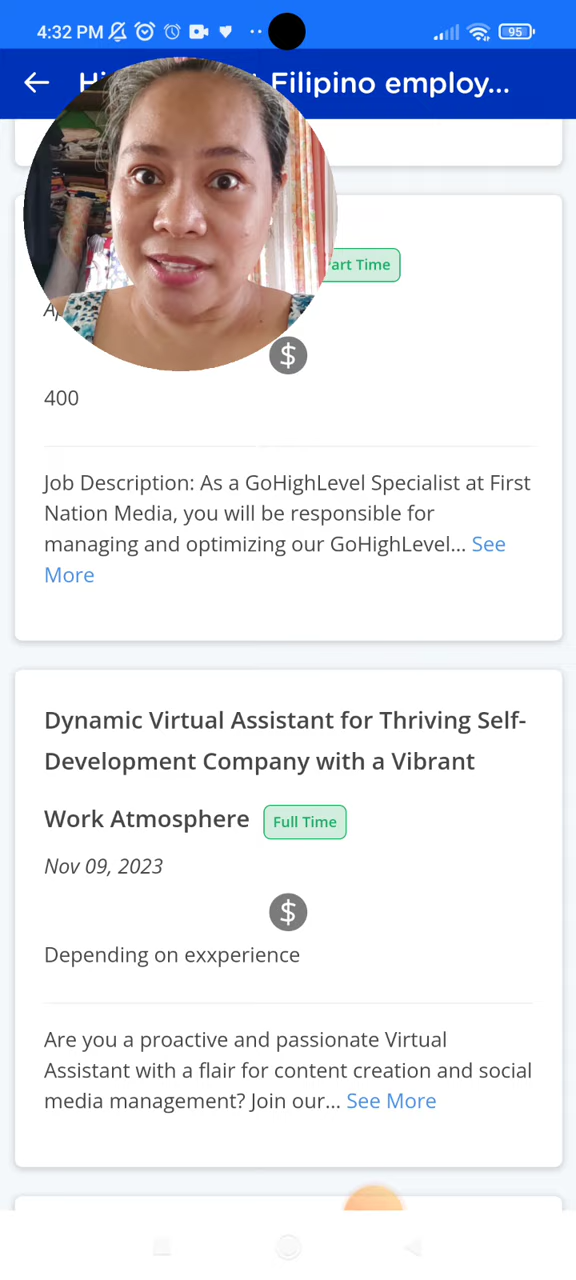 4:32 PM
95
Filipino employ...
art Time
400
Job Description: As a GoHighLevel Specialist at First
Nation Media, you will be responsible for
managing and optimizing our GoHighLevel... See
More
Dynamic Virtual Assistant for Thriving Self-
Development Company with a Vibrant
Work Atmosphere Full Time
Nov 09, 2023
Depending on exxperience
Are you a proactive and passionate Virtual
Assistant with a flair for content creation and social
media management? Join our... See More